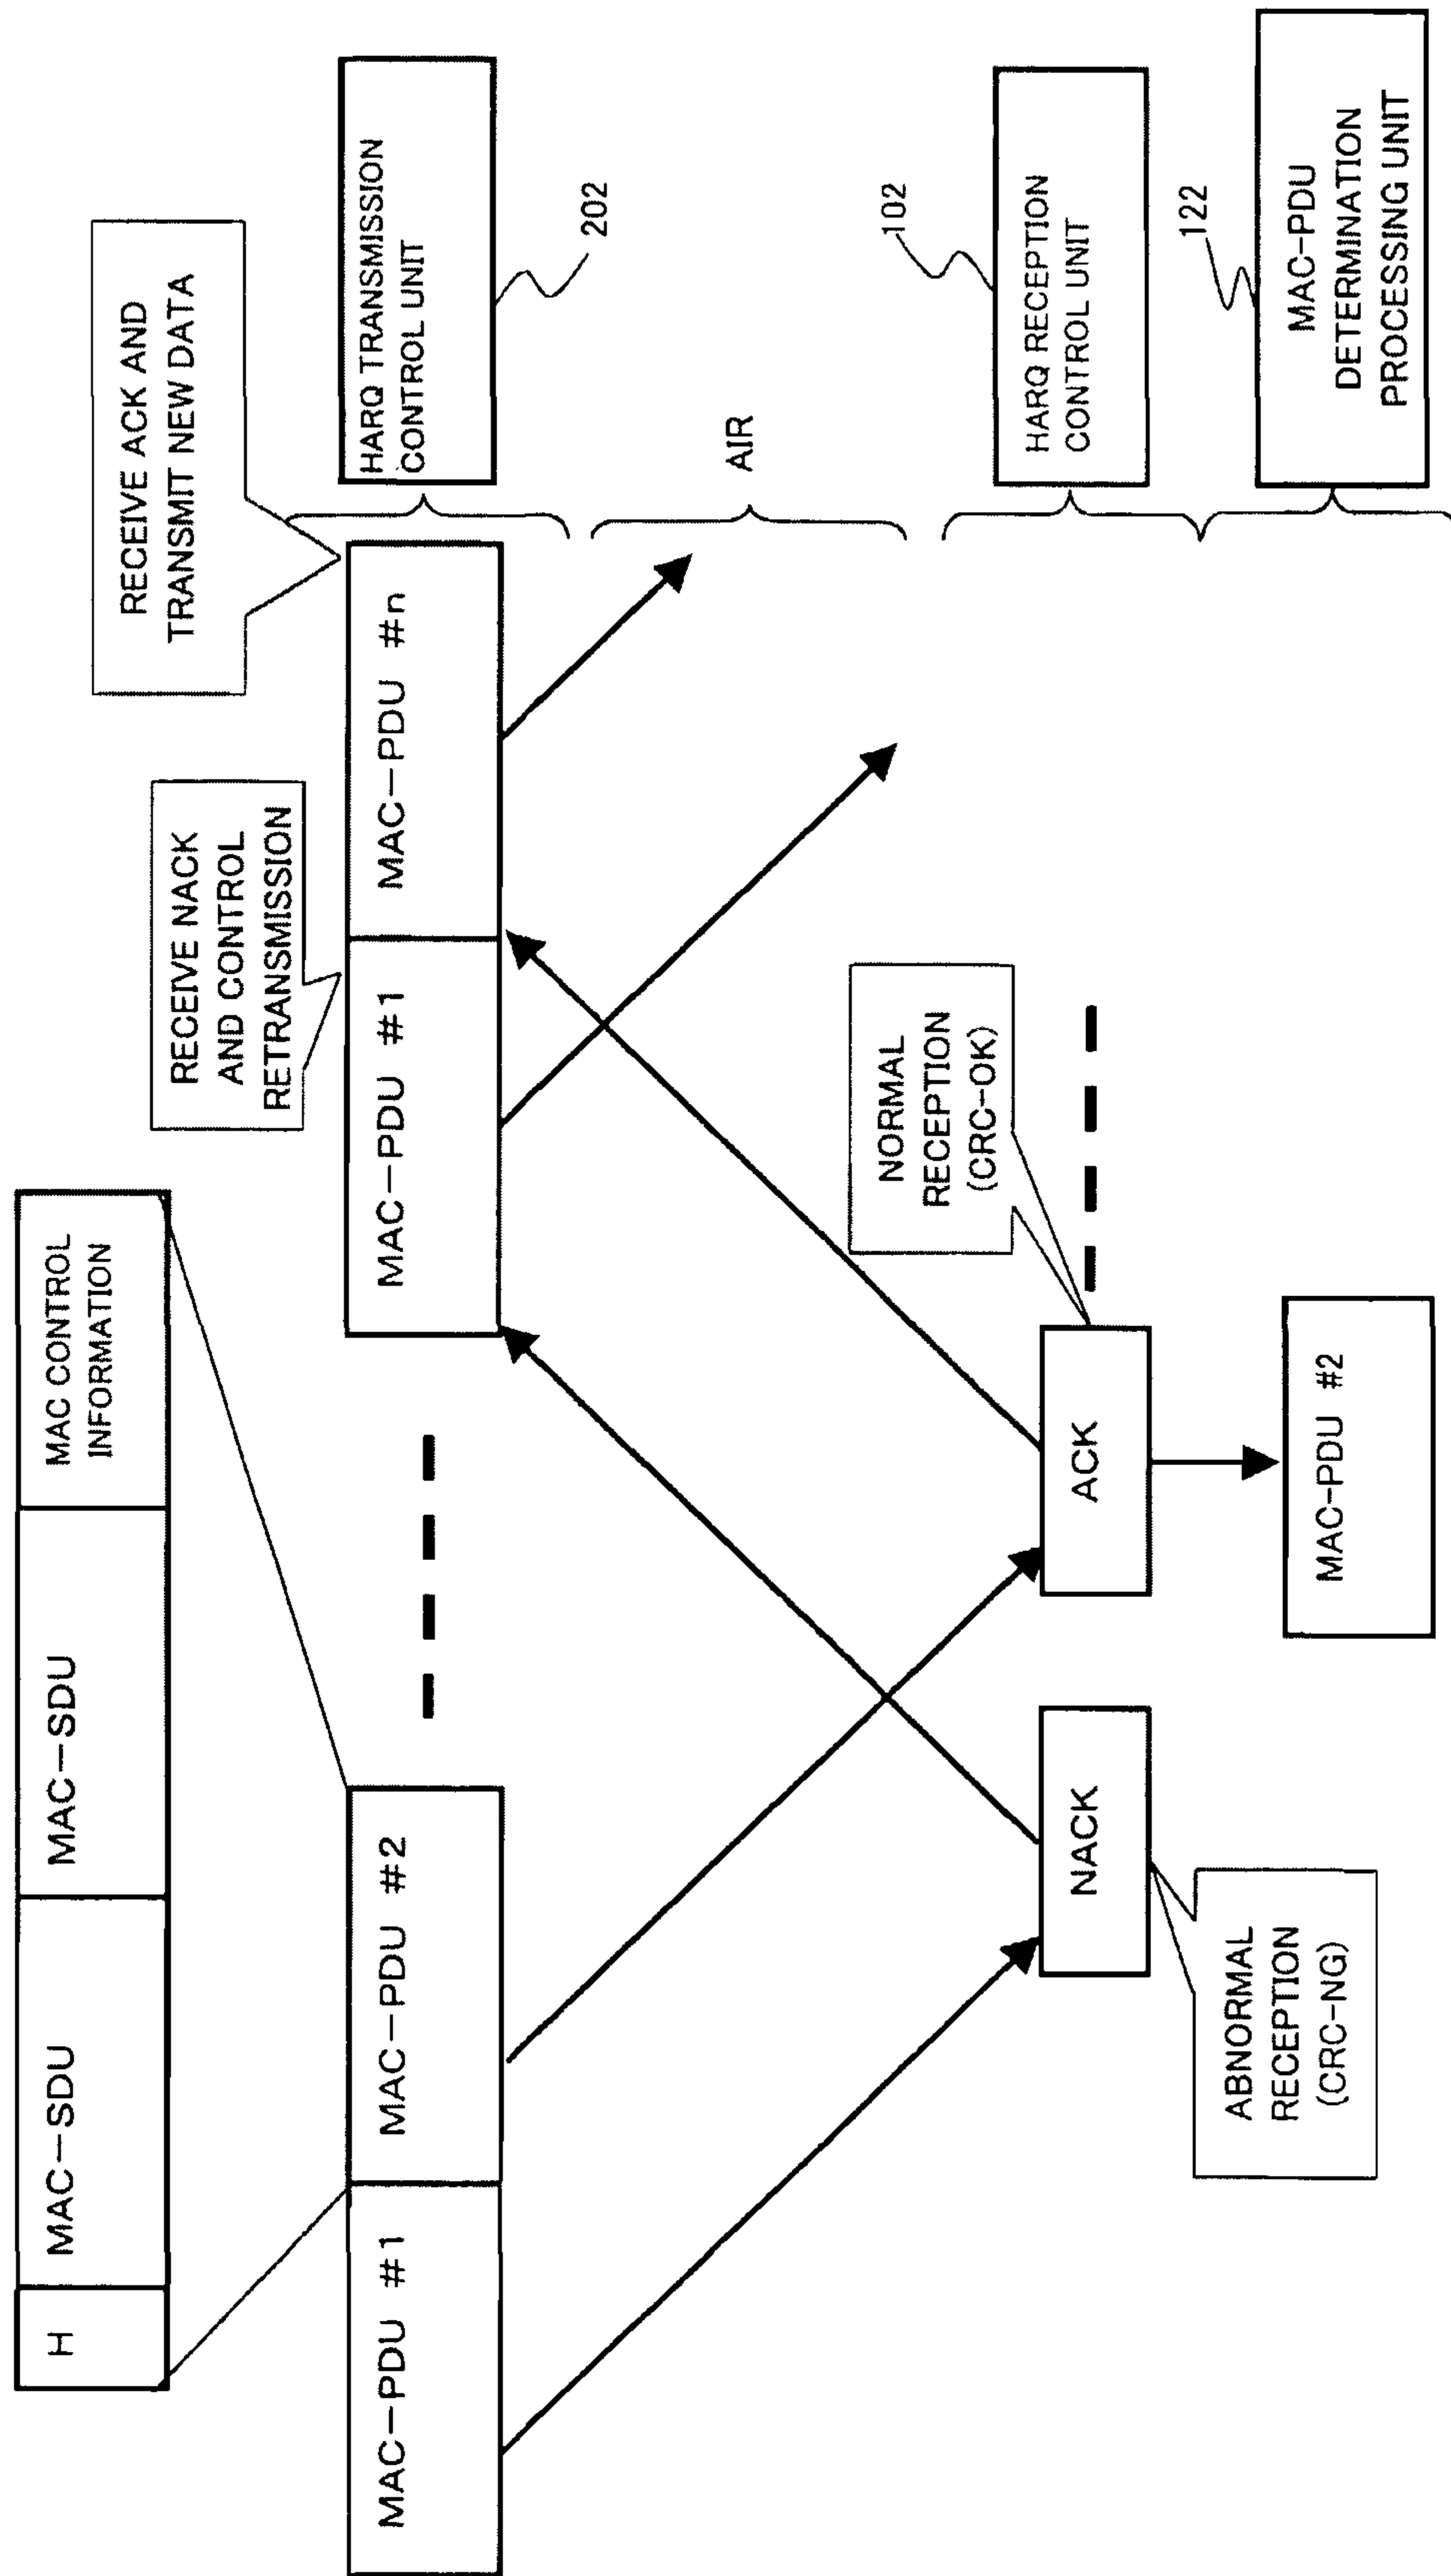 H
MAC-SDU
MAC-SDU
MAC CONTROL
INFORMATION
RECEIVE ACK AND
TRANSMIT NEW DATA
RECEIVE NACK
AND CONTROL
RETRANSMISSION
MAC-PDU #1
MAC-PDU #2
MAC-PDU #1
MAC-PDU #n
HARQ TRANSMISSION
CONTROL UNIT
202
AIR
NORMAL
RECEPTION
(CRC-OK)
102
NACK
ACK
HARQ RECEPTION
CONTROL UNIT
ABNORMAL
RECEPTION
(CRC-NG)
122
MAC-PDU #2
MAC-PDU
DETERMINATION
PROCESSING UNIT